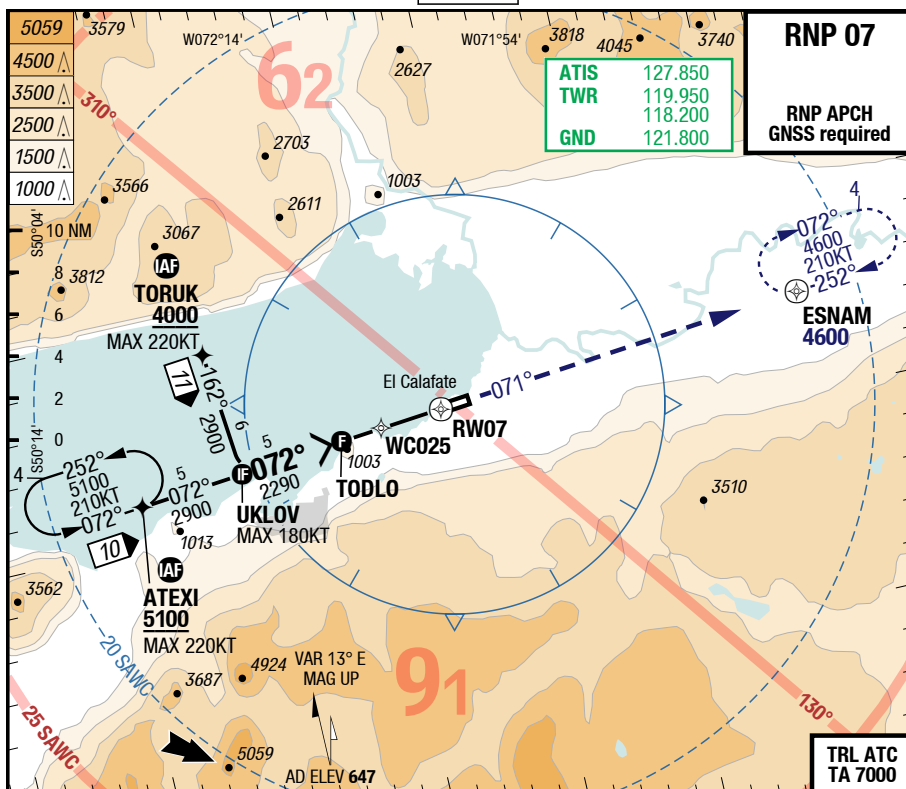 5059
4500
3500
2500
1500
1000
3579
W072°14'
62
2627
W071°54'
3818
4045
3740
RNP 07
RNP APCH
GNSS required
ATIS 127.850
TWR 119.950
118.200
GND 121.800
310°
2703
3566
2611
1003
S50°04'
10 NM
8
6
4
2
0
4
S50°14'
3067
3812
IAF
TORUK
4000
MAX 220KT
4
072°
4600
210KT
252°
ESNAM
4600
11
162°
2900
6
El Calafate
071°
RW07
WC025
F
1003
TODLO
5
072°
2290
IF
UKLOV
MAX 180KT
252°
5100
210KT
072°
5
072°
2900
10
1013
IAF
ATEXI
5100
MAX 220KT
3510
3562
20 SAWC
25 SAWC
4924
3687
5059
VAR 13° E
MAG UP
91
130°
AD ELEV 647
TRL ATC
TA 7000